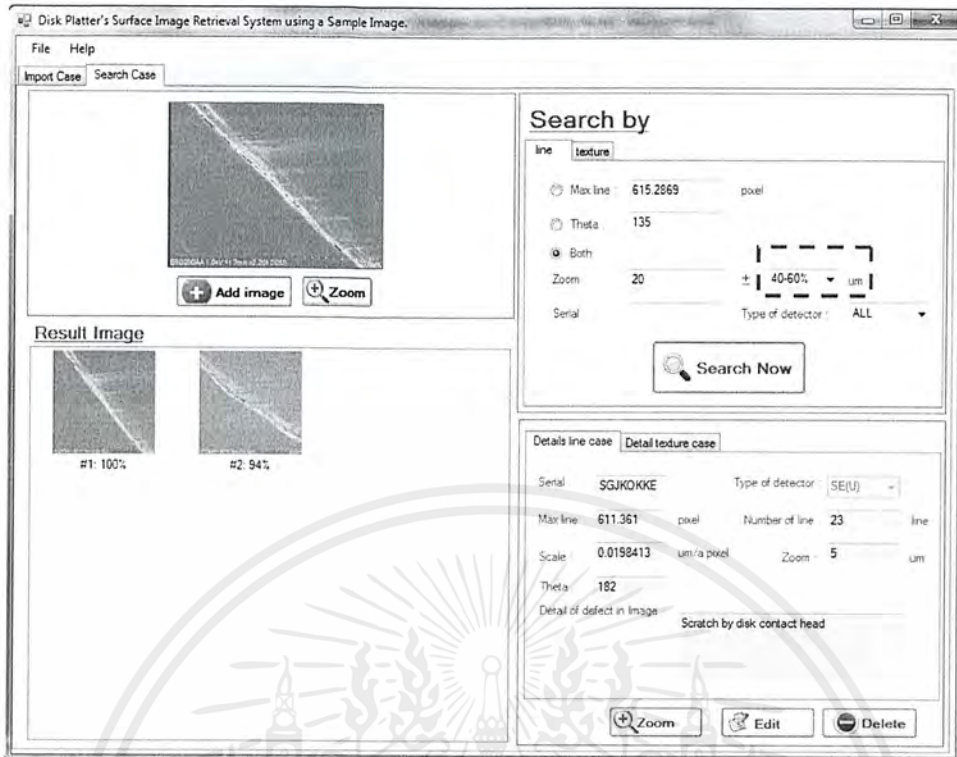 Disk Platter's Surface Image Retrieval System using a Sample Image.
File Help
Import Case Search Case
Add image Zoom
Result Image
#1: 100% #2: 94%
Search by
line texture
Max line : 615.2869 pixel
Theta 135
Both
Zoom 20 ± 40-60% um
Serial Type of detector : ALL
Search Now
Details line case Detail texture case
Serial SGJKOKKE Type of detector : SE(U)
Max line 611.361 pixel Number of line 23 line
Scale : 0.0198413 um/a pixel Zoom : 5 um
Theta 182
Detail of defect in Image
Scratch by disk contact head
Zoom Edit Delete